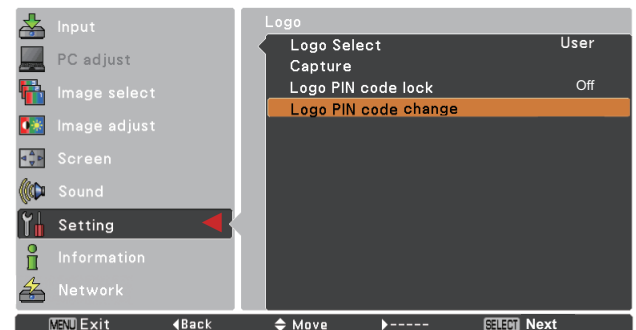 Input
PC adjust
Image select
Image adjust
Screen
Sound
Setting
Information
Network
Logo
Logo Select User
Capture
Logo PIN code lock Off
Logo PIN code change
MENU Exit Back Move ----- SELECT Next